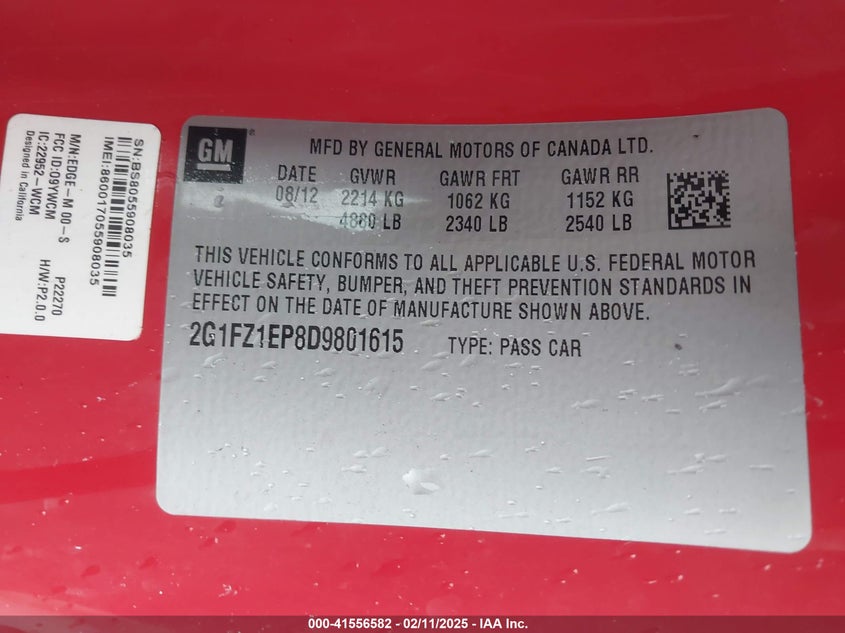 SN:BS8055908035
IMEI:860017055908035
M/N:EDGE-M 00-S P22270
FCC ID:O9YWCM H/W:P2.0.0
IC:22952-WCM
Designed in California
GM ®
MFD BY GENERAL MOTORS OF CANADA LTD.
DATE GVWR GAWR FRT GAWR RR
08/12 2214 KG 1062 KG 1152 KG
4880 LB 2340 LB 2540 LB
THIS VEHICLE CONFORMS TO ALL APPLICABLE U.S. FEDERAL MOTOR
VEHICLE SAFETY, BUMPER, AND THEFT PREVENTION STANDARDS IN
EFFECT ON THE DATE OF MANUFACTURE SHOWN ABOVE.
2G1FZ1EP8D9801615 TYPE: PASS CAR
000-41556582 - 02/11/2025 - IAA Inc.